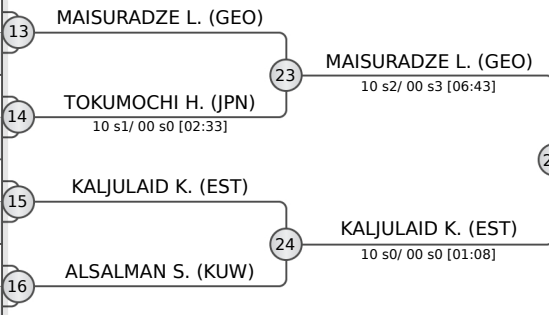 MAISURADZE L. (GEO)
13
MAISURADZE L. (GEO)
23
10 s2/ 00 s3 [06:43]
TOKUMOCHI H. (JPN)
14
10 s1/ 00 s0 [02:33]
KALJULAID K. (EST)
15
KALJULAID K. (EST)
24
10 s0/ 00 s0 [01:08]
ALSALMAN S. (KUW)
16